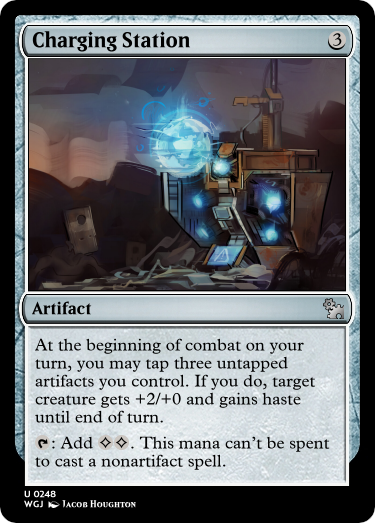 Charging Station 3
Artifact
At the beginning of combat on your
turn, you may tap three untapped
artifacts you control. If you do, target
creature gets +2/+0 and gains haste
until end of turn.
: Add . This mana can't be spent
to cast a nonartifact spell.
U 0248
WGJ Jacob Houghton